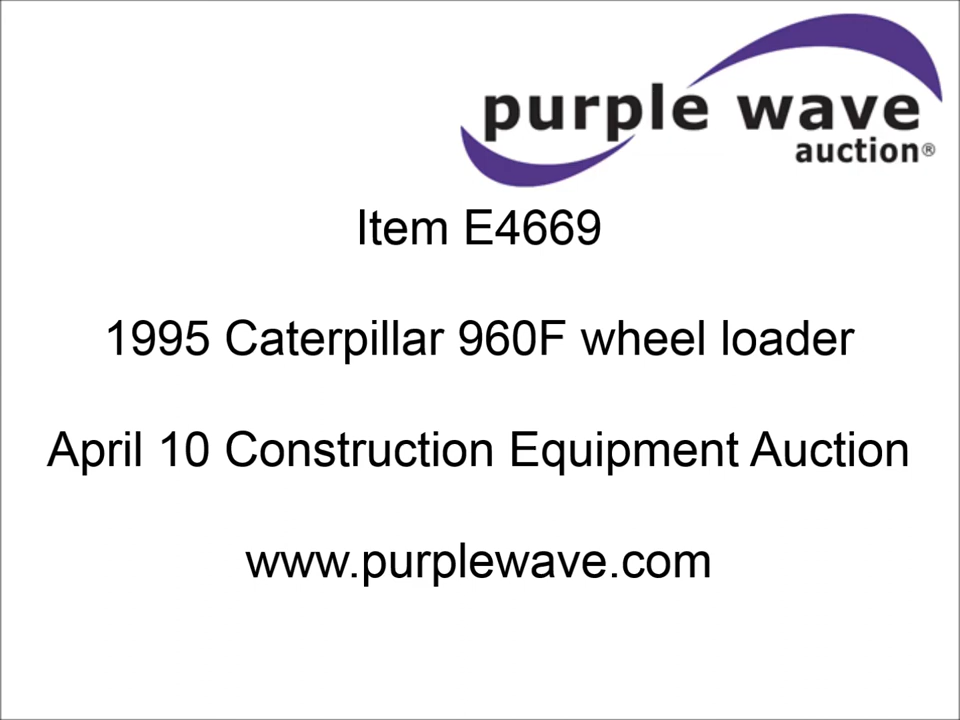 purple wave
auction®
Item E4669
1995 Caterpillar 960F wheel loader
April 10 Construction Equipment Auction
www.purplewave.com